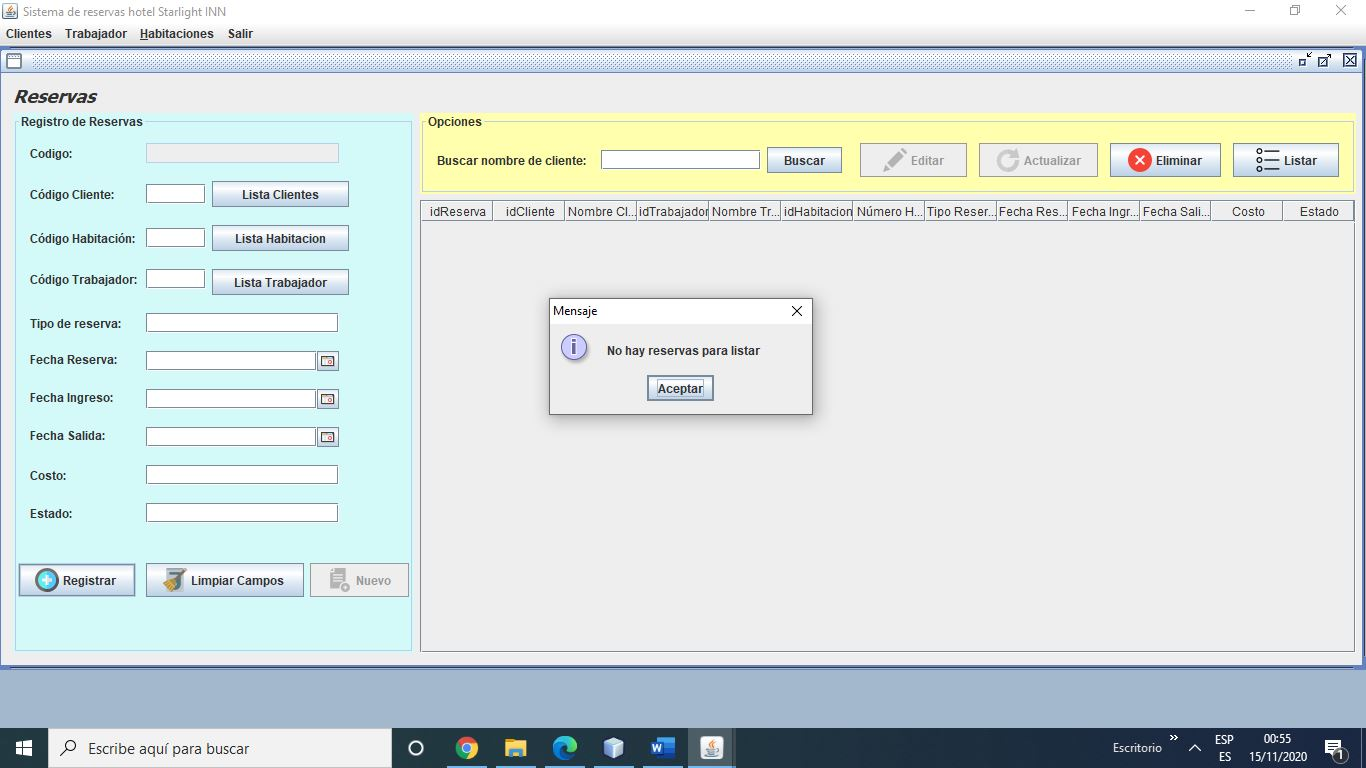 Sistema de reservas hotel Starlight INN
Clientes Trabajador Habitaciones Salir
Reservas
Registro de Reservas
Codigo:
Código Cliente: Lista Clientes
Código Habitación: Lista Habitacion
Código Trabajador: Lista Trabajador
Tipo de reserva:
Fecha Reserva:
Fecha Ingreso:
Fecha Salida:
Costo:
Estado:
Registrar Limpiar Campos Nuevo
Opciones
Buscar nombre de cliente: Buscar Editar Actualizar Eliminar Listar
idReserva idCliente Nombre Cl... idTrabajador Nombre Tr... idHabitacion Número H... Tipo Reser... Fecha Res... Fecha Ingr... Fecha Sali... Costo Estado
Mensaje
No hay reservas para listar
Aceptar
Escribe aquí para buscar
Escritorio
ESP
ES
00:55
15/11/2020
1